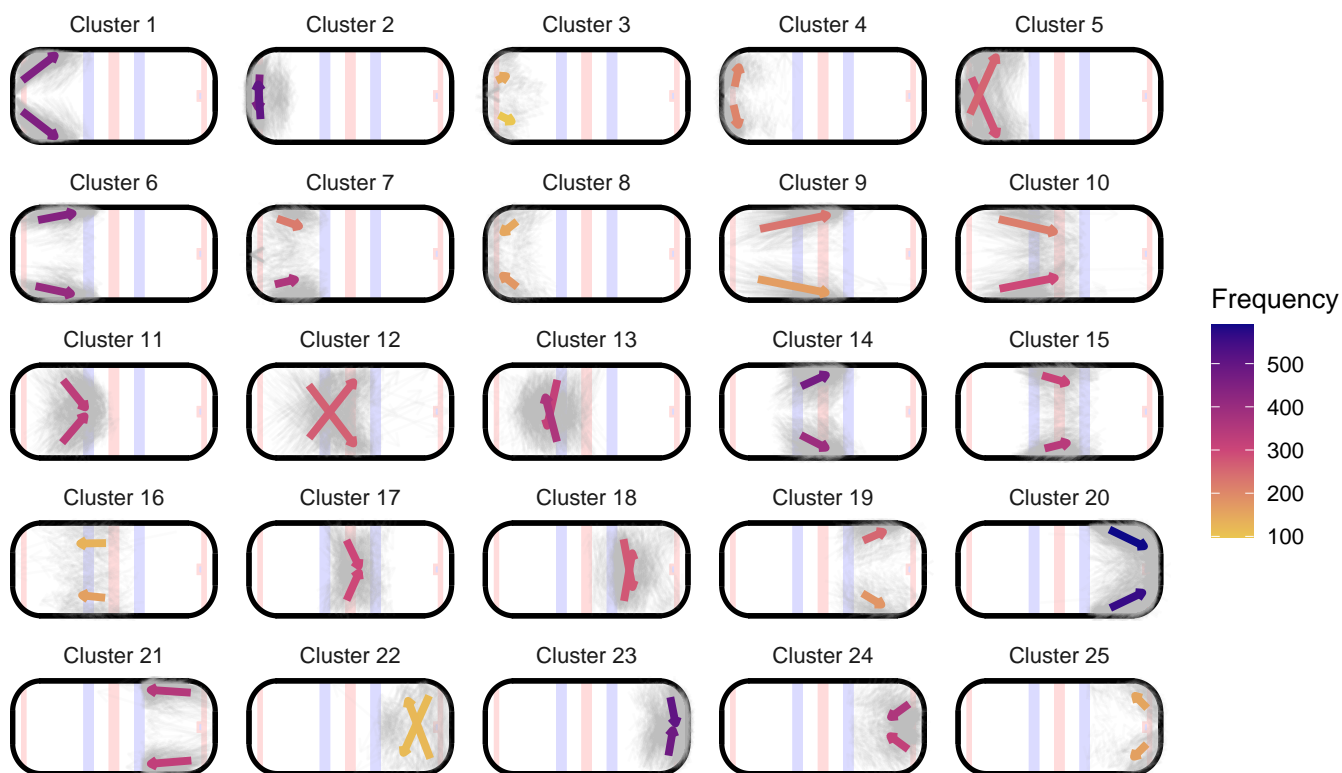 Cluster 1 Cluster 2 Cluster 3 Cluster 4 Cluster 5
Cluster 6 Cluster 7 Cluster 8 Cluster 9 Cluster 10
Cluster 11 Cluster 12 Cluster 13 Cluster 14 Cluster 15
Cluster 16 Cluster 17 Cluster 18 Cluster 19 Cluster 20
Cluster 21 Cluster 22 Cluster 23 Cluster 24 Cluster 25
Frequency
500
400
300
200
100